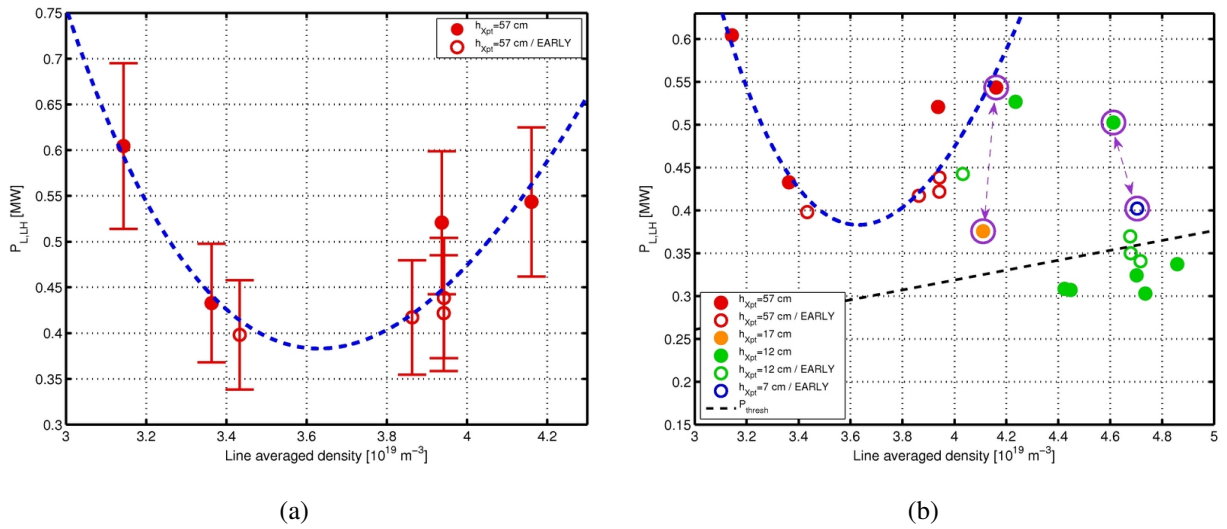 0.75
0.7
0.65
0.6
0.55
0.5
0.45
0.4
0.35
0.3
P_L,LH [MW]
3
3.2
3.4
3.6
3.8
4
4.2
Line averaged density [10^19 m^-3]
h_Xpt=57 cm
h_Xpt=57 cm / EARLY
(a)
0.6
0.55
0.5
0.45
0.4
0.35
0.3
0.25
0.2
0.15
P_L,LH [MW]
h_Xpt=57 cm
h_Xpt=57 cm / EARLY
h_Xpt=17 cm
h_Xpt=12 cm
h_Xpt=12 cm / EARLY
h_Xpt=7 cm / EARLY
P_thresh
3
3.2
3.4
3.6
3.8
4
4.2
4.4
4.6
4.8
5
Line averaged density [10^19 m^-3]
(b)